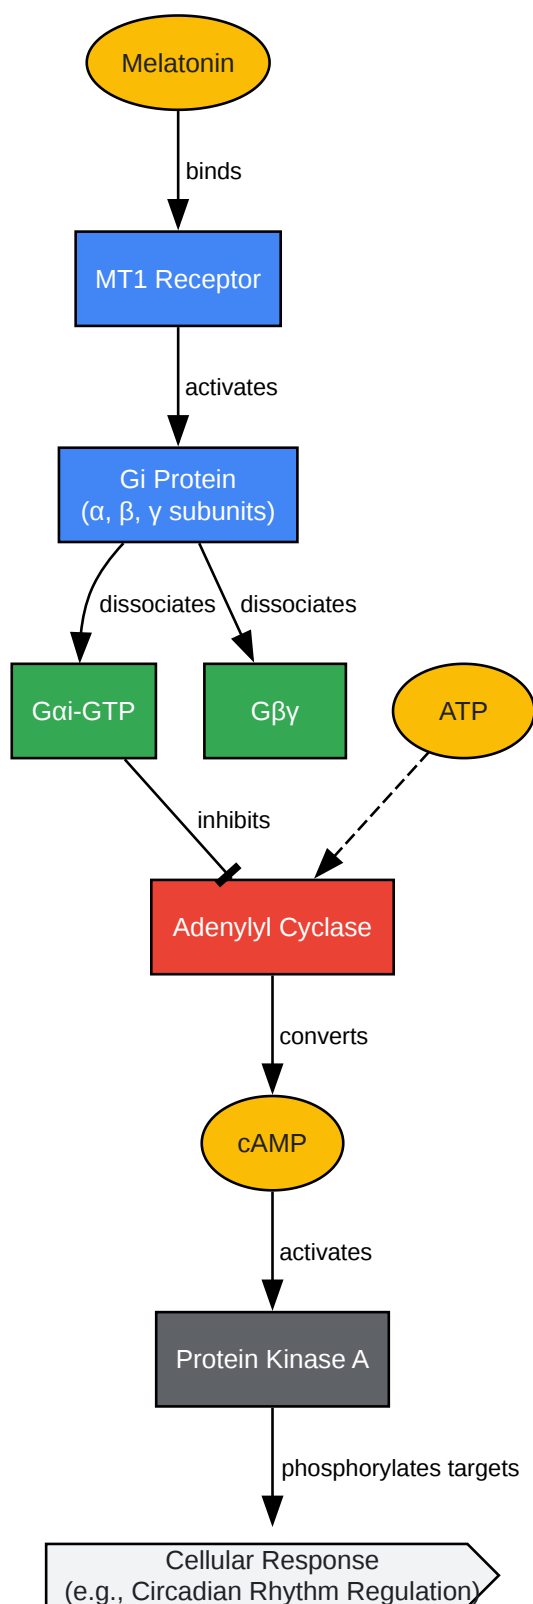 Melatonin
binds
MT1 Receptor
activates
Gi Protein
(α, β, γ subunits)
dissociates
dissociates
Gαi-GTP
Gβγ
ATP
inhibits
Adenylyl Cyclase
converts
cAMP
activates
Protein Kinase A
phosphorylates targets
Cellular Response
(e.g., Circadian Rhythm Regulation)